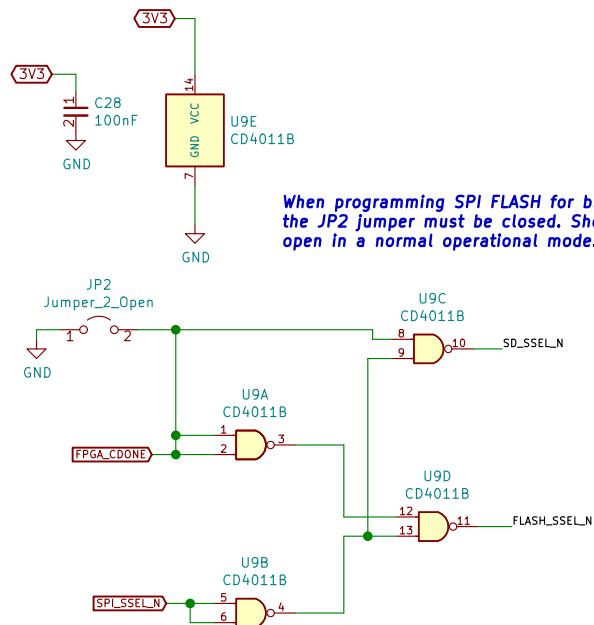 3V3
3V3
14
VCC
GND
7
U9E
CD4011B
GND
1
2
C28
100nF
GND
When programming SPI FLASH for b
the JP2 jumper must be closed. Sh
open in a normal operational mode
JP2
Jumper_2_Open
1 2
GND
U9C
CD4011B
8
9
10
SD_SSEL_N
U9A
CD4011B
1
2
3
FPGA_CDONE
U9D
CD4011B
12
13
11
FLASH_SSEL_N
U9B
CD4011B
SPI_SSEL_N
5
6
4